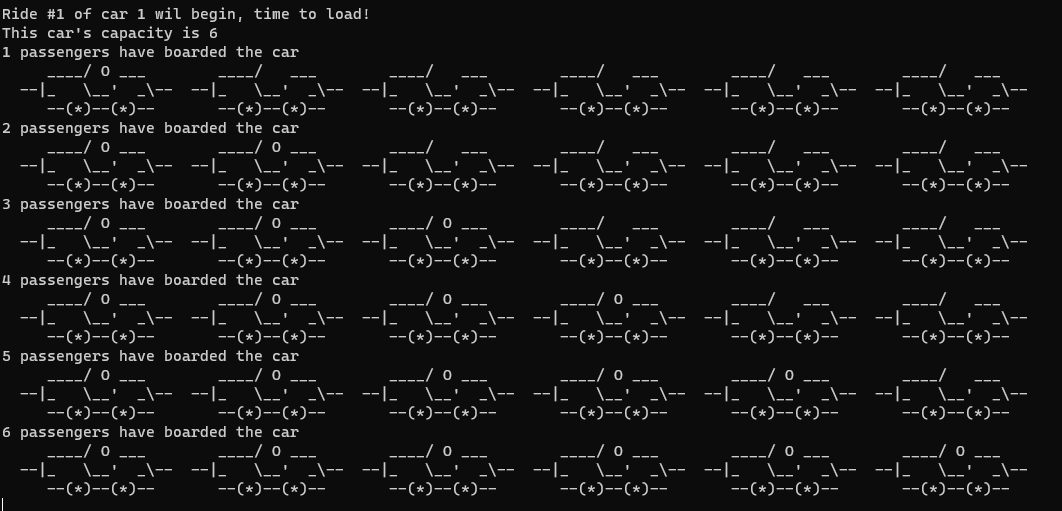 Ride #1 of car 1 wil begin, time to load!
This car's capacity is 6
1 passengers have boarded the car
     ____/ O ___        ____/   ___        ____/   ___        ____/   ___        ____/   ___        ____/   ___
  --|_   \__'  _\--  --|_   \__'  _\--  --|_   \__'  _\--  --|_   \__'  _\--  --|_   \__'  _\--  --|_   \__'  _\--
     --(*)--(*)--       --(*)--(*)--       --(*)--(*)--       --(*)--(*)--       --(*)--(*)--       --(*)--(*)--
2 passengers have boarded the car
     ____/ O ___        ____/ O ___        ____/   ___        ____/   ___        ____/   ___        ____/   ___
  --|_   \__'  _\--  --|_   \__'  _\--  --|_   \__'  _\--  --|_   \__'  _\--  --|_   \__'  _\--  --|_   \__'  _\--
     --(*)--(*)--       --(*)--(*)--       --(*)--(*)--       --(*)--(*)--       --(*)--(*)--       --(*)--(*)--
3 passengers have boarded the car
     ____/ O ___        ____/ O ___        ____/ O ___        ____/   ___        ____/   ___        ____/   ___
  --|_   \__'  _\--  --|_   \__'  _\--  --|_   \__'  _\--  --|_   \__'  _\--  --|_   \__'  _\--  --|_   \__'  _\--
     --(*)--(*)--       --(*)--(*)--       --(*)--(*)--       --(*)--(*)--       --(*)--(*)--       --(*)--(*)--
4 passengers have boarded the car
     ____/ O ___        ____/ O ___        ____/ O ___        ____/ O ___        ____/   ___        ____/   ___
  --|_   \__'  _\--  --|_   \__'  _\--  --|_   \__'  _\--  --|_   \__'  _\--  --|_   \__'  _\--  --|_   \__'  _\--
     --(*)--(*)--       --(*)--(*)--       --(*)--(*)--       --(*)--(*)--       --(*)--(*)--       --(*)--(*)--
5 passengers have boarded the car
     ____/ O ___        ____/ O ___        ____/ O ___        ____/ O ___        ____/ O ___        ____/   ___
  --|_   \__'  _\--  --|_   \__'  _\--  --|_   \__'  _\--  --|_   \__'  _\--  --|_   \__'  _\--  --|_   \__'  _\--
     --(*)--(*)--       --(*)--(*)--       --(*)--(*)--       --(*)--(*)--       --(*)--(*)--       --(*)--(*)--
6 passengers have boarded the car
     ____/ O ___        ____/ O ___        ____/ O ___        ____/ O ___        ____/ O ___        ____/ O ___
  --|_   \__'  _\--  --|_   \__'  _\--  --|_   \__'  _\--  --|_   \__'  _\--  --|_   \__'  _\--  --|_   \__'  _\--
     --(*)--(*)--       --(*)--(*)--       --(*)--(*)--       --(*)--(*)--       --(*)--(*)--       --(*)--(*)--